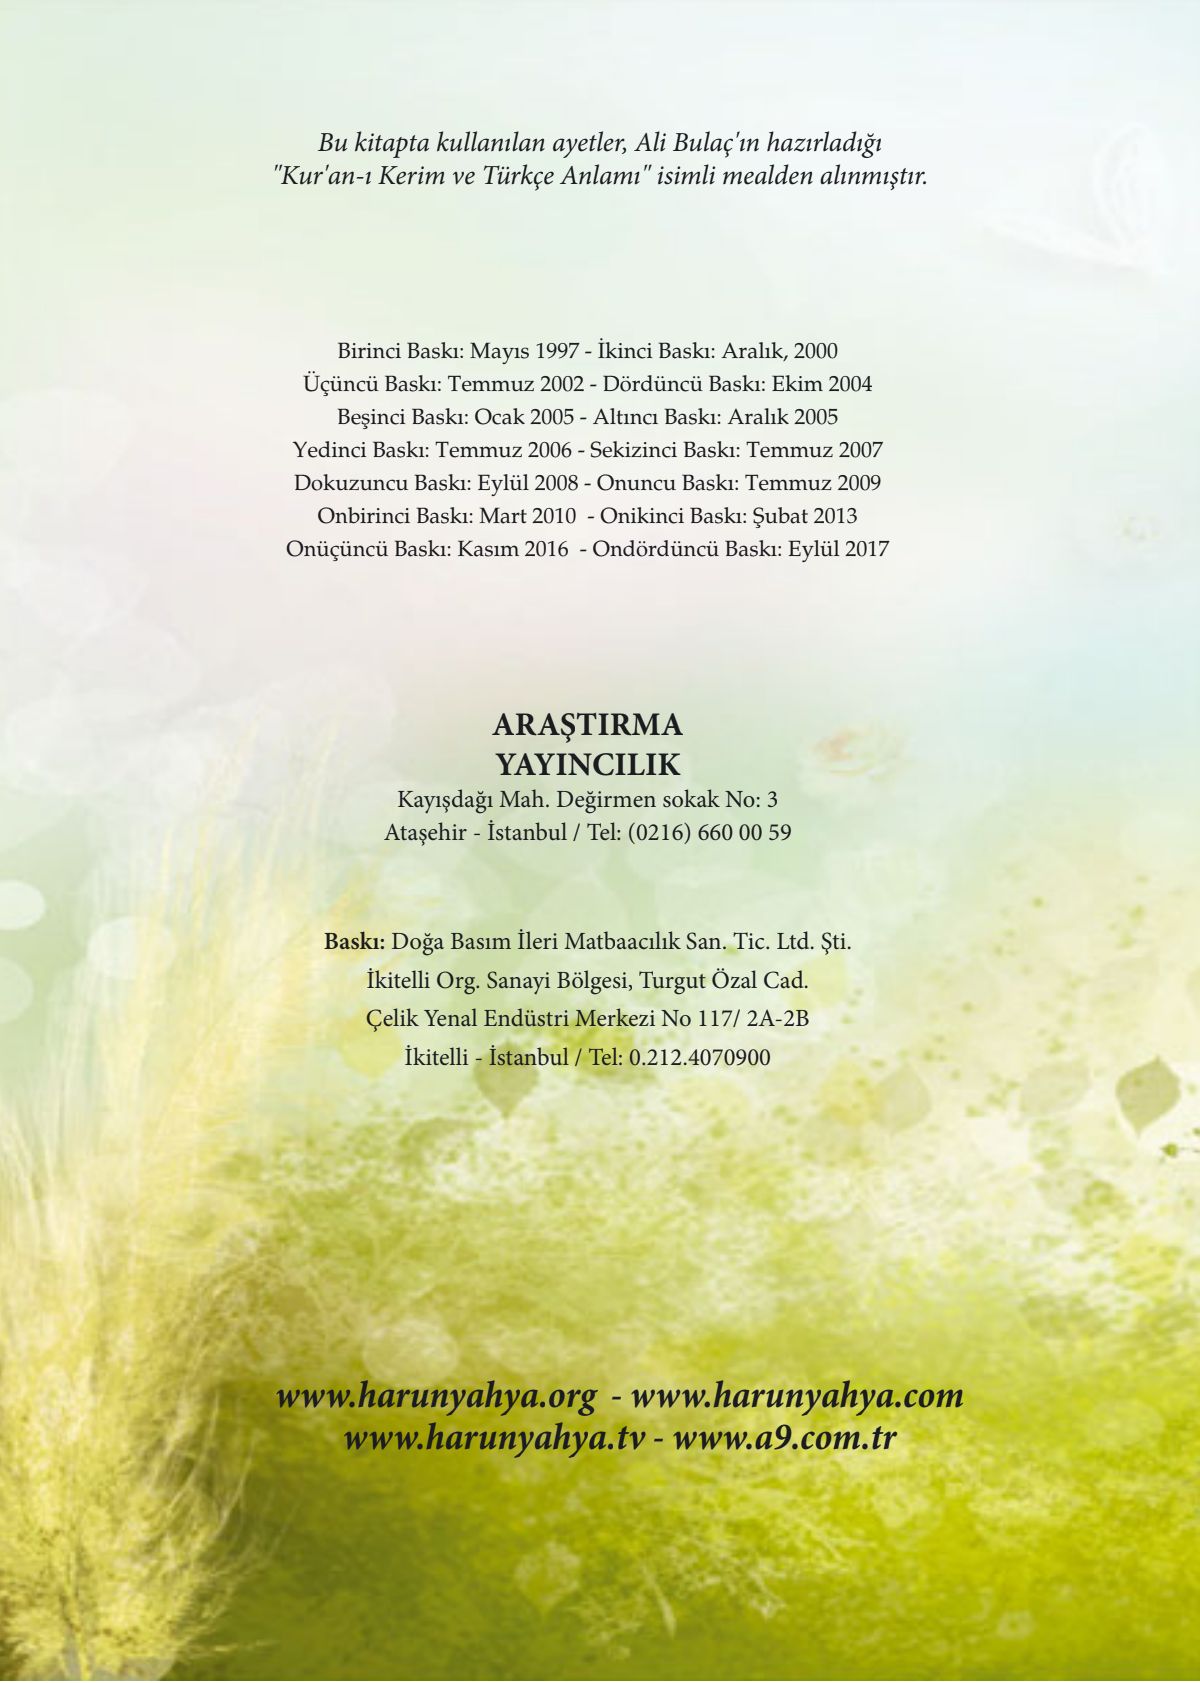 Bu kitapta kullanılan ayetler, Ali Bulaç'ın hazırladığı
"Kur'an-ı Kerim ve Türkçe Anlamı" isimli mealden alınmıştır.
Birinci Baskı: Mayıs 1997 - İkinci Baskı: Aralık, 2000
Üçüncü Baskı: Temmuz 2002 - Dördüncü Baskı: Ekim 2004
Beşinci Baskı: Ocak 2005 - Altıncı Baskı: Aralık 2005
Yedinci Baskı: Temmuz 2006 - Sekizinci Baskı: Temmuz 2007
Dokuzuncu Baskı: Eylül 2008 - Onuncu Baskı: Temmuz 2009
Onbirinci Baskı: Mart 2010 - Onikinci Baskı: Şubat 2013
Onüçüncü Baskı: Kasım 2016 - Ondördüncü Baskı: Eylül 2017
ARAŞTIRMA
YAYINCILIK
Kayışdağı Mah. Değirmen sokak No: 3
Ataşehir - İstanbul / Tel: (0216) 660 00 59
Baskı: Doğa Basım İleri Matbaacılık San. Tic. Ltd. Şti.
İkitelli Org. Sanayi Bölgesi, Turgut Özal Cad.
Çelik Yenal Endüstri Merkezi No 117/ 2A-2B
İkitelli - İstanbul / Tel: 0.212.4070900
www.harunyahya.org - www.harunyahya.com
www.harunyahya.tv - www.a9.com.tr